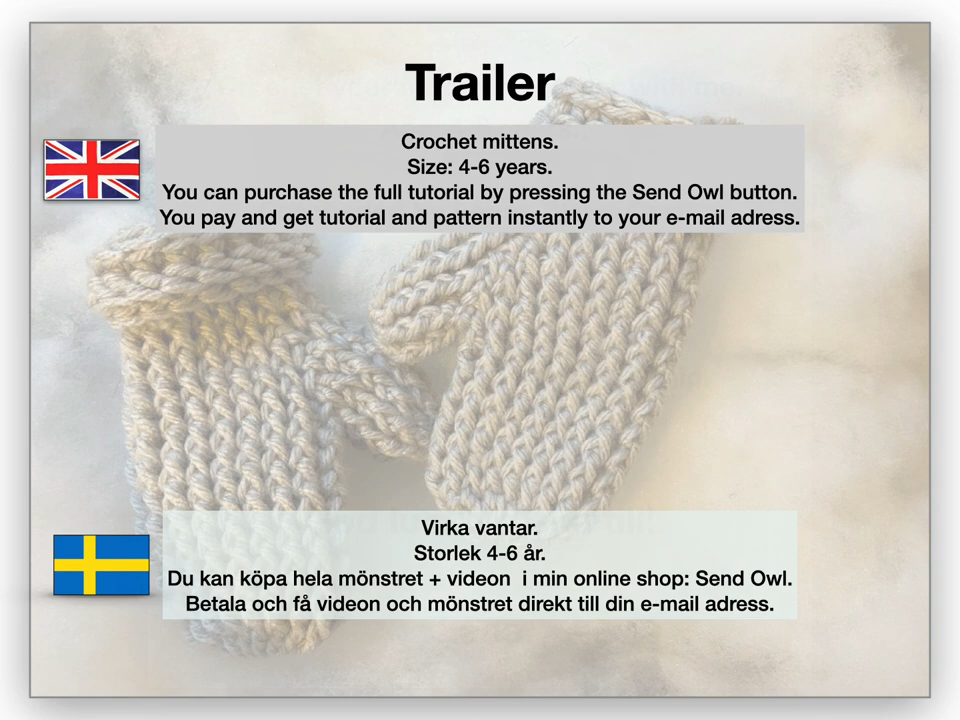 Trailer
Crochet mittens.
Size: 4-6 years.
You can purchase the full tutorial by pressing the Send Owl button.
You pay and get tutorial and pattern instantly to your e-mail adress.
Virka vantar.
Storlek 4-6 år.
Du kan köpa hela mönstret + videon  i min online shop: Send Owl.
Betala och få videon och mönstret direkt till din e-mail adress.